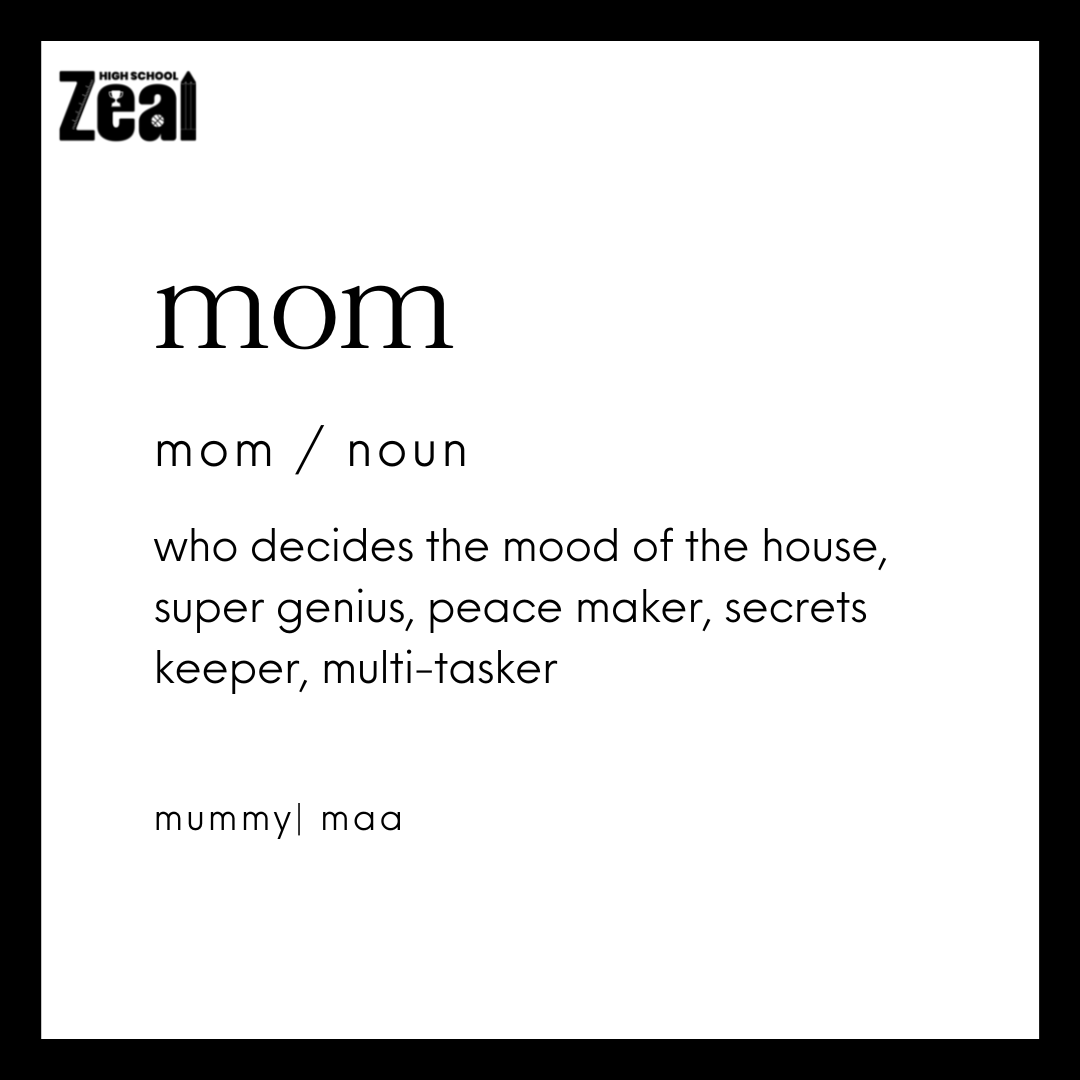 HIGH SCHOOL
Zeal
mom
mom / noun
who decides the mood of the house,
super genius, peace maker, secrets
keeper, multi-tasker
mummy| maa